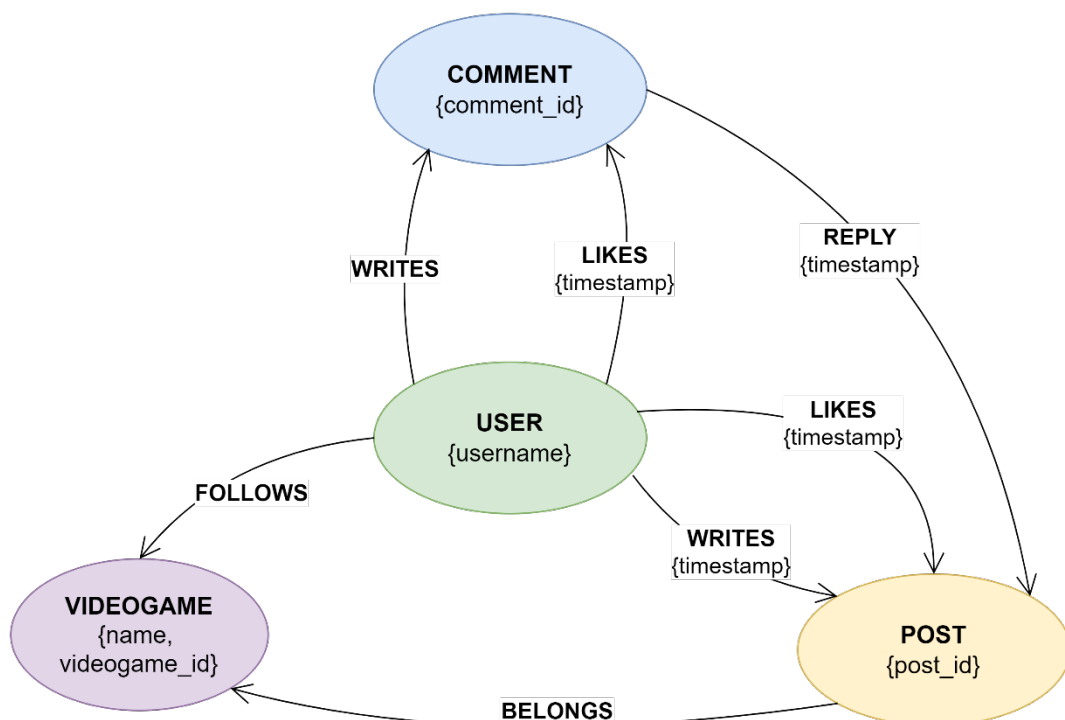 COMMENT
{comment_id}
REPLY
{timestamp}
WRITES
LIKES
{timestamp}
USER
{username}
LIKES
{timestamp}
FOLLOWS
WRITES
{timestamp}
VIDEOGAME
{name,
videogame_id}
POST
{post_id}
BELONGS